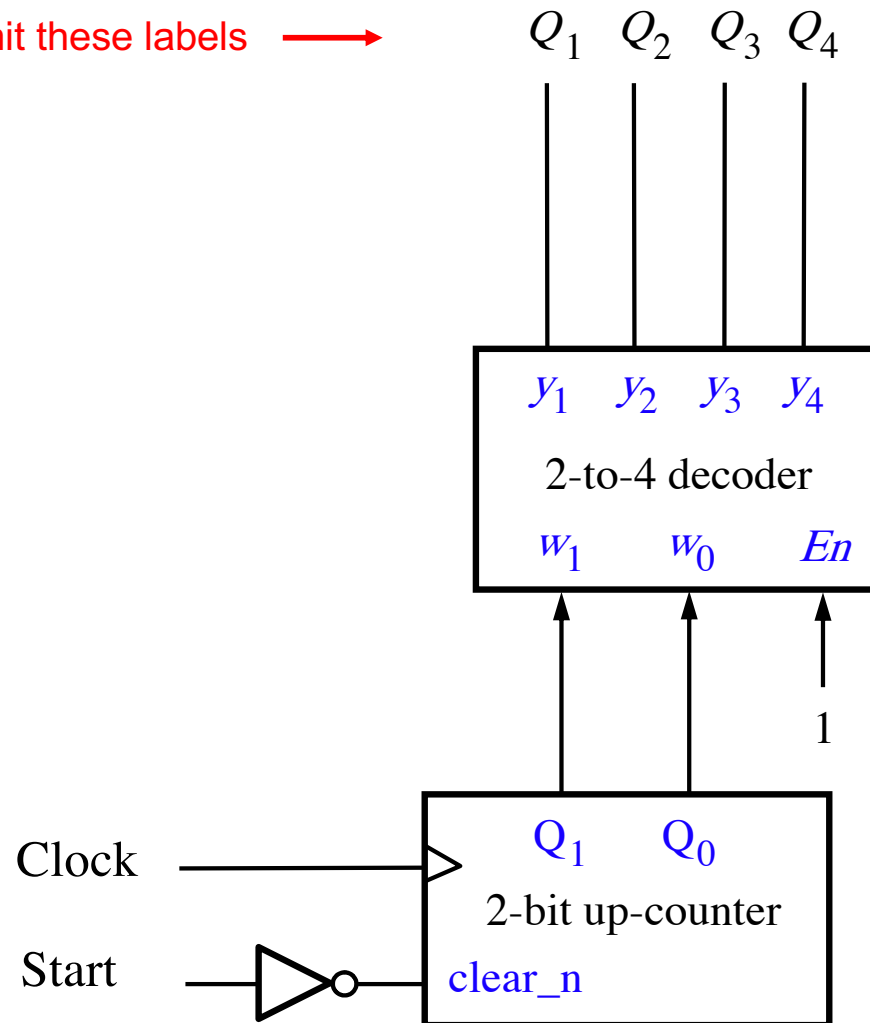 these labels
Q1 Q2 Q3 Q4
y1 y2 y3 y4
2-to-4 decoder
w1 w0 En
1
Q1 Q0
Clock
2-bit up-counter
Start
clear_n